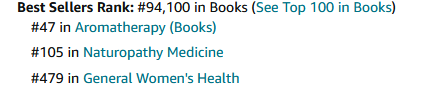 Best Sellers Rank: #94,100 in Books (See Top 100 in Books)
#47 in Aromatherapy (Books)
#105 in Naturopathy Medicine
#479 in General Women's Health